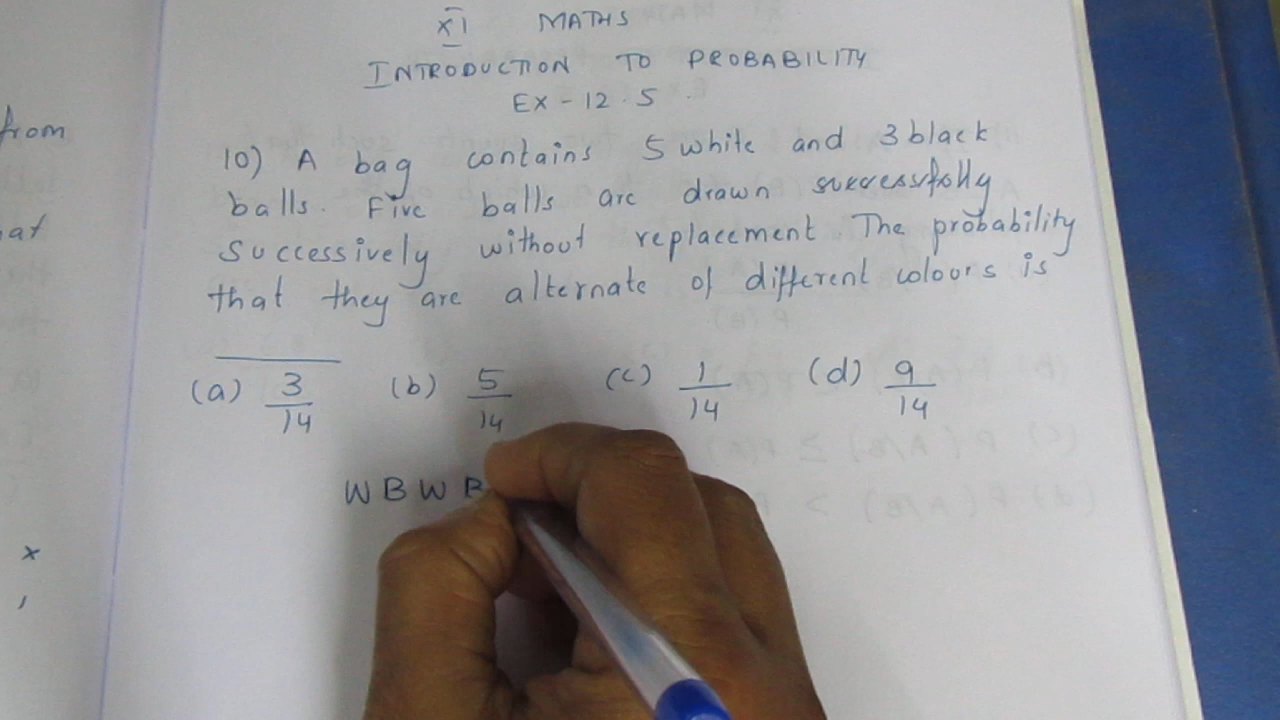 XI MATHS
INTRODUCTION TO PROBABILITY
EX - 12.5
from
10) A bag contains 5 white and 3 black
balls. Five balls are drawn successfully
at
successively without replacement The probability
that they are alternate of different colours is
(a) 3/14 (b) 5/14 (c) 1/14 (d) 9/14
W B W B
x